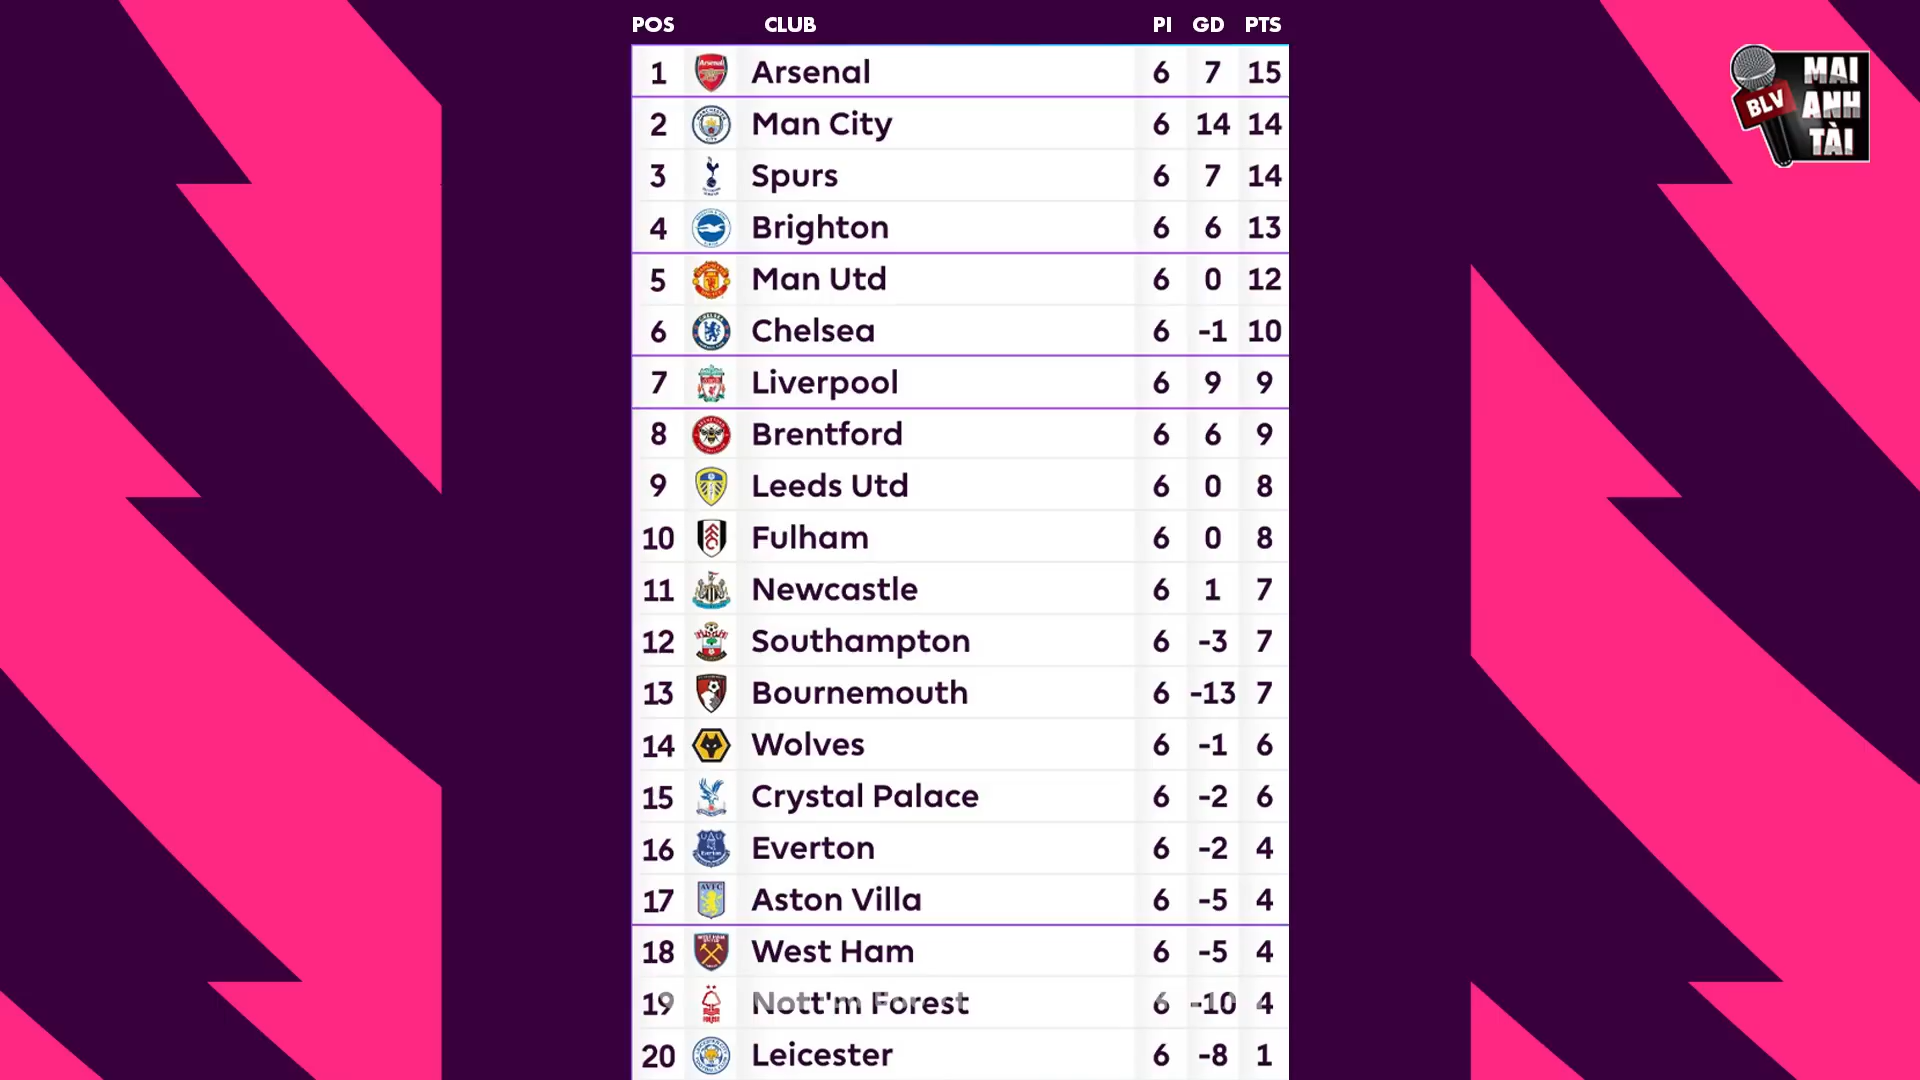 POS CLUB Pl GD PTS
1 Arsenal 6 7 15
2 Man City 6 14 14
3 Spurs 6 7 14
4 Brighton 6 6 13
5 Man Utd 6 0 12
6 Chelsea 6 -1 10
7 Liverpool 6 9 9
8 Brentford 6 6 9
9 Leeds Utd 6 0 8
10 Fulham 6 0 8
11 Newcastle 6 1 7
12 Southampton 6 -3 7
13 Bournemouth 6 -13 7
14 Wolves 6 -1 6
15 Crystal Palace 6 -2 6
16 Everton 6 -2 4
17 Aston Villa 6 -5 4
18 West Ham 6 -5 4
19 Nott'm Forest 6 -10 4
20 Leicester 6 -8 1
BLV
MAI
ANH
TÀI